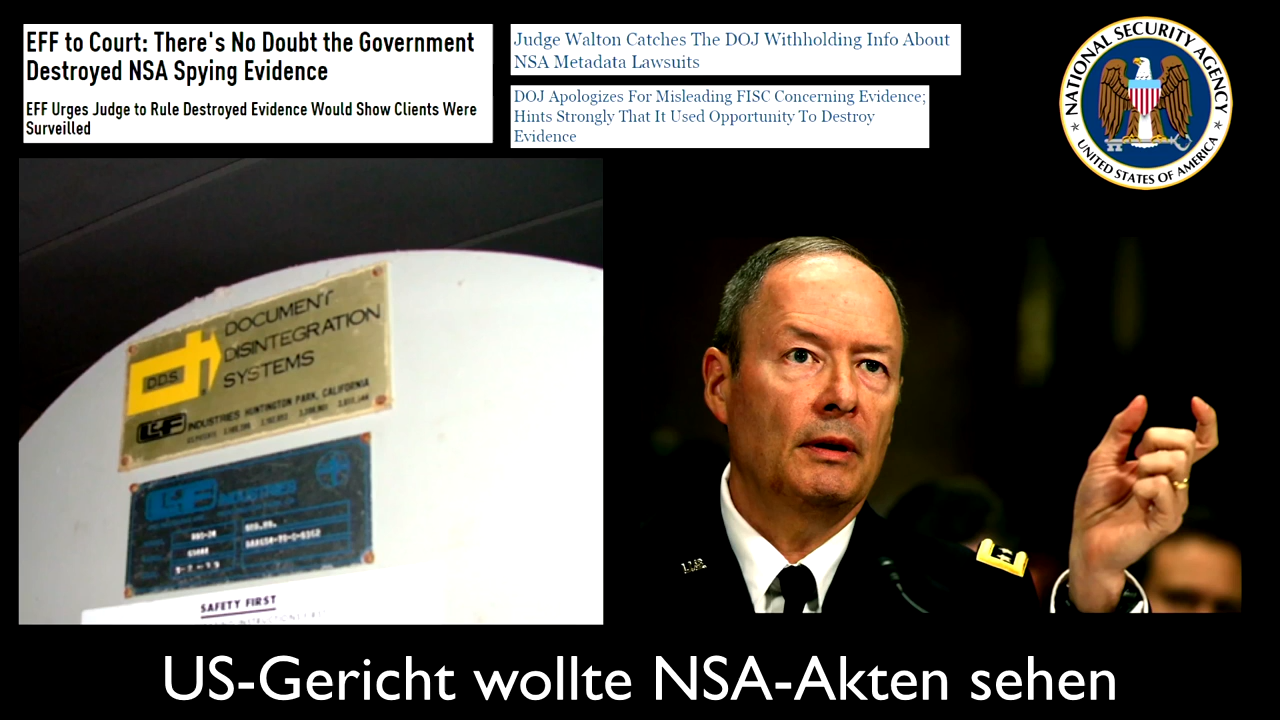 EFF to Court: There's No Doubt the Government
Destroyed NSA Spying Evidence
EFF Urges Judge to Rule Destroyed Evidence Would Show Clients Were
Surveilled
Judge Walton Catches The DOJ Withholding Info About
NSA Metadata Lawsuits
DOJ Apologizes For Misleading FISC Concerning Evidence;
Hints Strongly That It Used Opportunity To Destroy
Evidence
NATIONAL SECURITY AGENCY
UNITED STATES OF AMERICA
DOCUMENT
DISINTEGRATION
SYSTEMS
D.D.S.
INDUSTRIES HUNTINGTON PARK, CALIFORNIA
INDUSTRIES
SAFETY FIRST
US-Gericht wollte NSA-Akten sehen